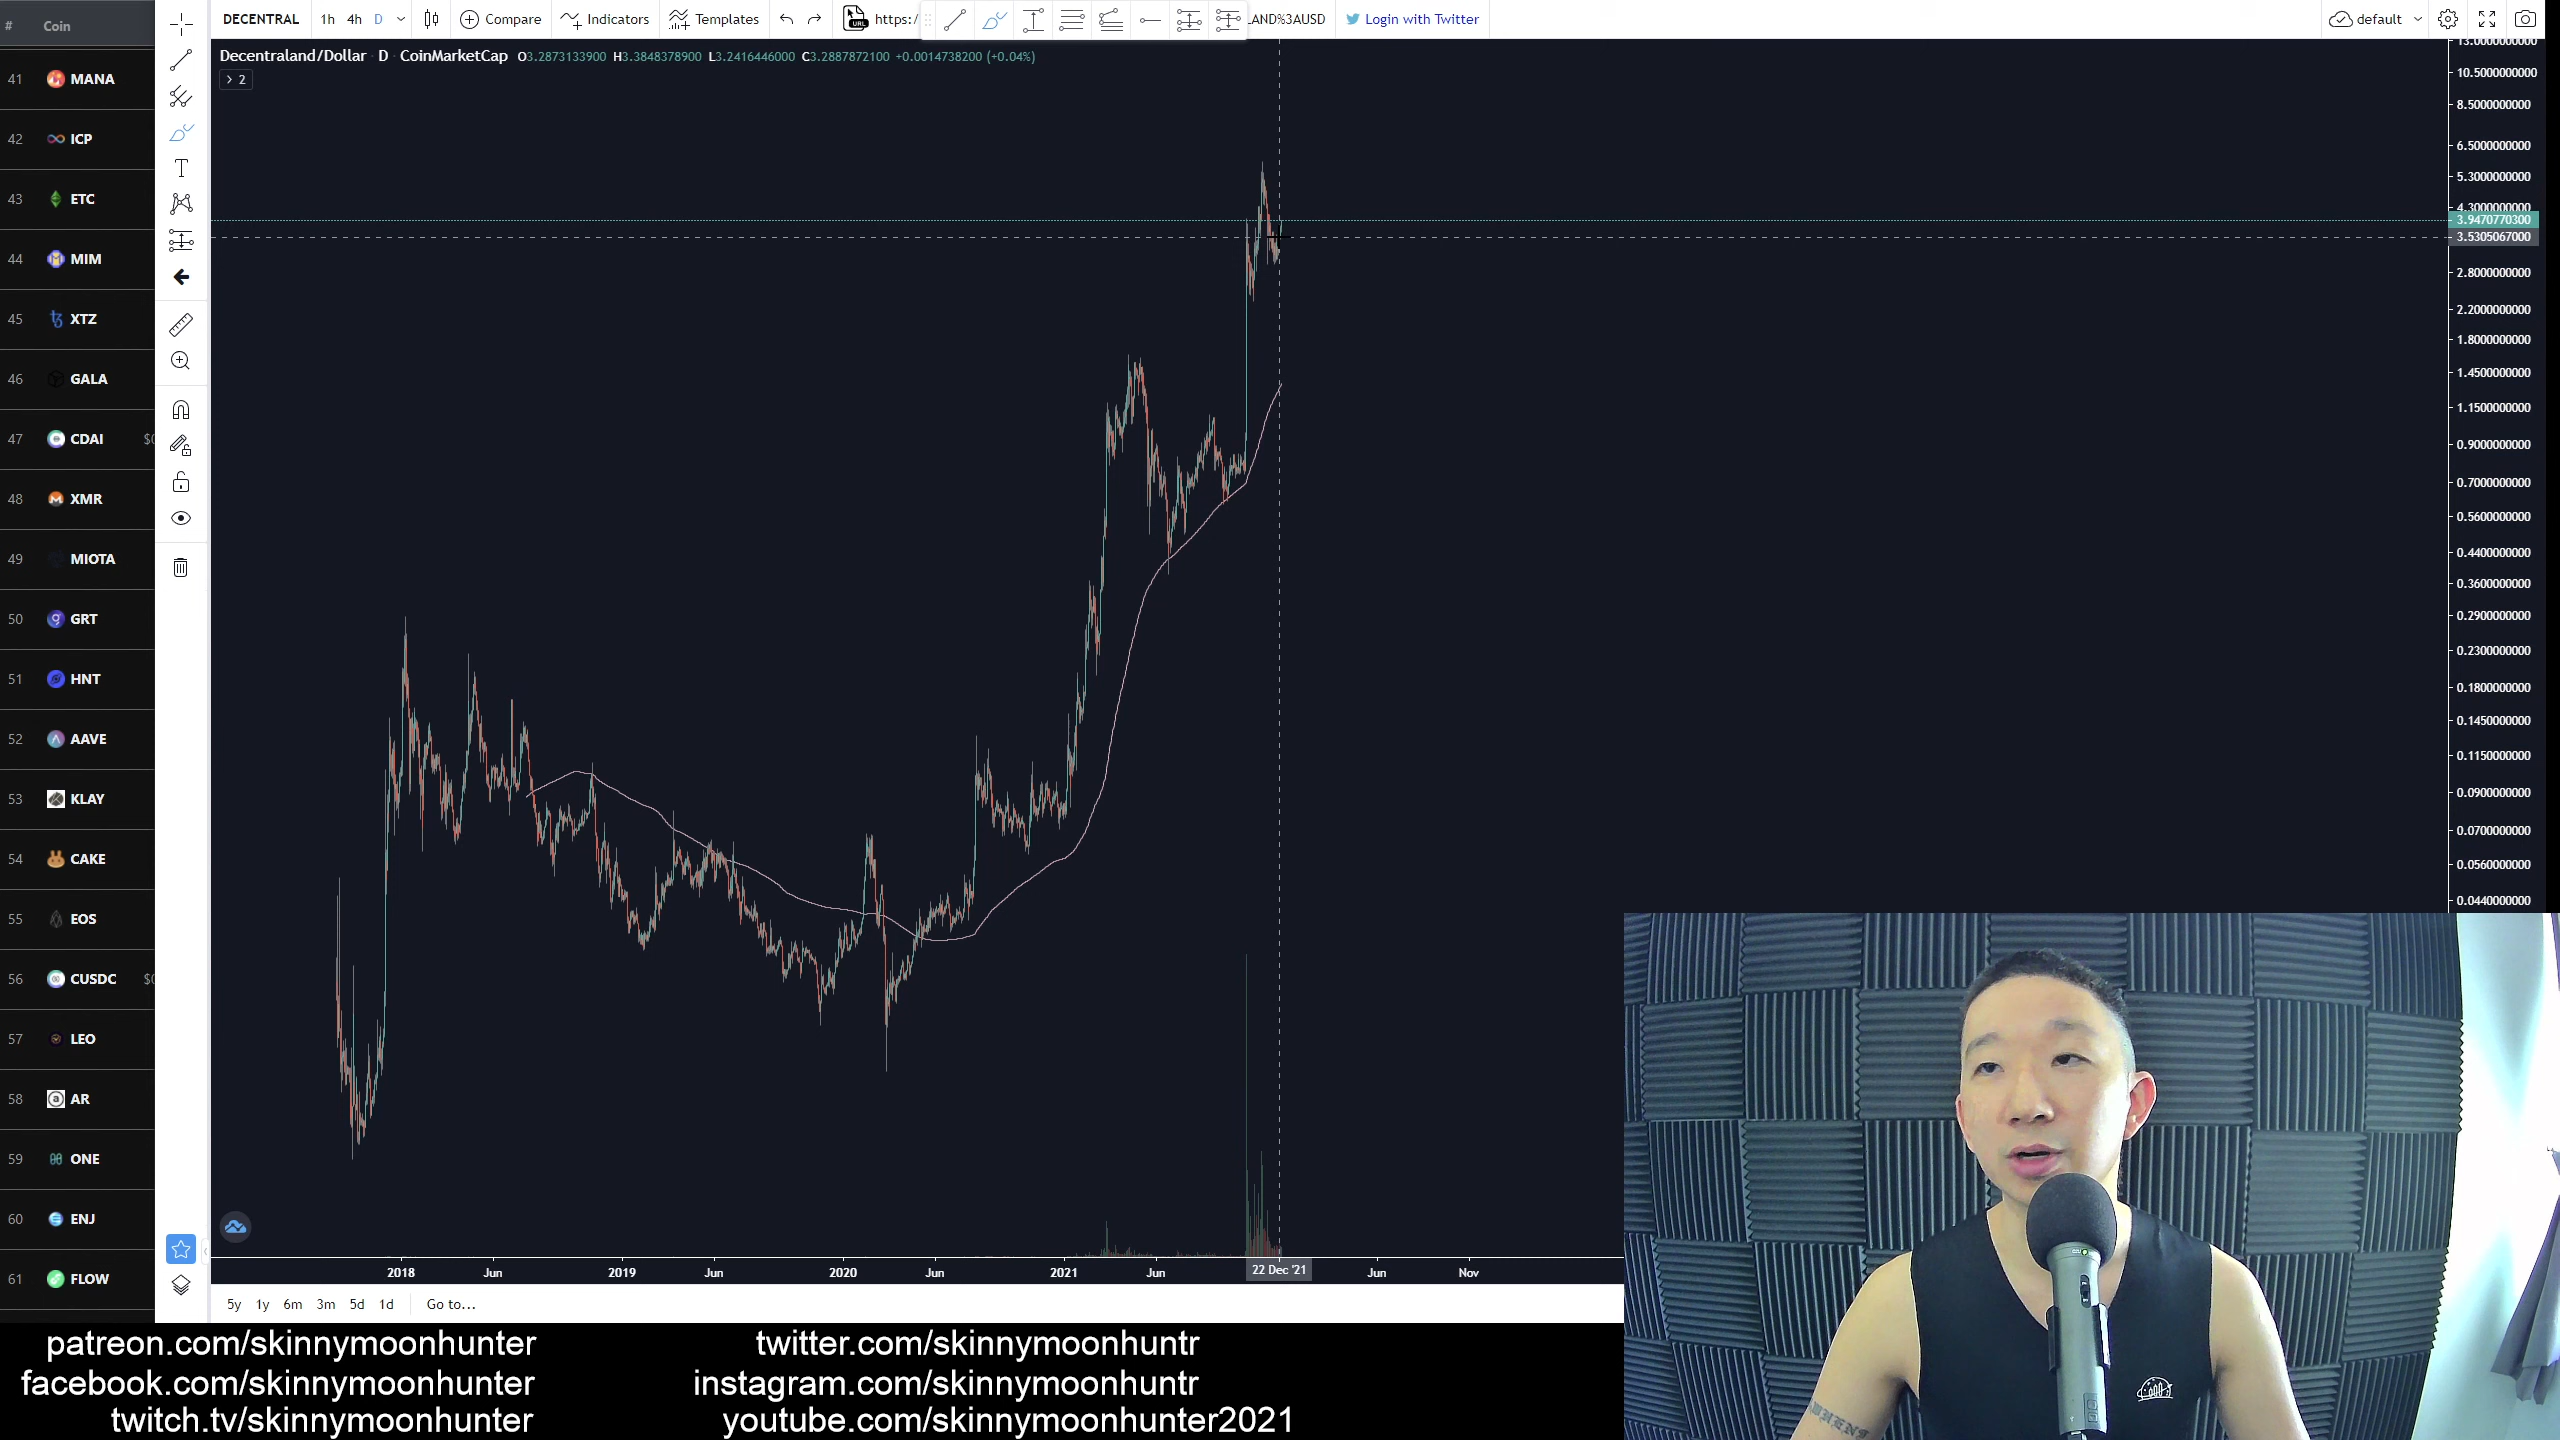 DECENTRAL 1h 4h D Compare Indicators Templates https:/ LAND%3AUSD Login with Twitter default
# Coin
Decentraland/Dollar D CoinMarketCap O3.2873133900 H3.3848378900 L3.2416446000 C3.2887872100 +0.0014738200 (+0.04%)
> 2
41 MANA
42 ICP
43 ETC
44 MIM
45 XTZ
46 GALA
47 CDAI
48 XMR
49 MIOTA
50 GRT
51 HNT
52 AAVE
53 KLAY
54 CAKE
55 EOS
56 CUSDC
57 LEO
58 AR
59 ONE
60 ENJ
61 FLOW
13.0000000000
10.5000000000
8.5000000000
6.5000000000
5.3000000000
4.3000000000
3.9470770300
3.5305067000
2.8000000000
2.2000000000
1.8000000000
1.4500000000
1.1500000000
0.9000000000
0.7000000000
0.5600000000
0.4400000000
0.3600000000
0.2900000000
0.2300000000
0.1800000000
0.1450000000
0.1150000000
0.0900000000
0.0700000000
0.0560000000
0.0440000000
2018 Jun 2019 Jun 2020 Jun 2021 Jun 22 Dec '21 Jun Nov
5y 1y 6m 3m 5d 1d Go to...
patreon.com/skinnymoonhunter twitter.com/skinnymoonhuntr
facebook.com/skinnymoonhunter instagram.com/skinnymoonhuntr
twitch.tv/skinnymoonhunter youtube.com/skinnymoonhunter2021